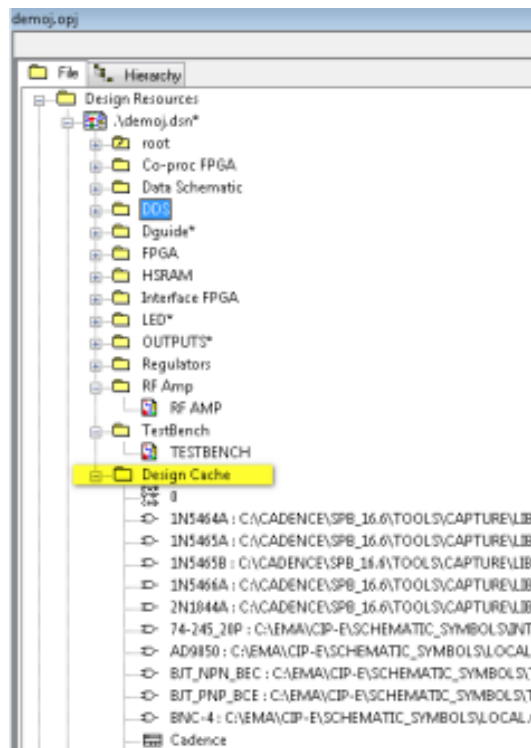 demoj.opj
File Hierarchy
Design Resources
.\demoj.dsn*
root
Co-proc FPGA
Data Schematic
DDS
Dguide*
FPGA
HSRAM
Interface FPGA
LED*
OUTPUTS*
Regulators
RF Amp
RF AMP
TestBench
TESTBENCH
Design Cache
0
1N5464A : C:\CADENCE\SPB_16.6\TOOLS\CAPTURE\LIB
1N5465A : C:\CADENCE\SPB_16.6\TOOLS\CAPTURE\LIB
1N5465B : C:\CADENCE\SPB_16.6\TOOLS\CAPTURE\LIB
1N5466A : C:\CADENCE\SPB_16.6\TOOLS\CAPTURE\LIB
2N1844A : C:\CADENCE\SPB_16.6\TOOLS\CAPTURE\LIB
74-245_20P : C:\EMA\CIP-E\SCHEMATIC_SYMBOLS\INT
AD9850 : C:\EMA\CIP-E\SCHEMATIC_SYMBOLS\LOCAL
BJT_NPN_BEC : C:\EMA\CIP-E\SCHEMATIC_SYMBOLS\
BJT_PNP_BCE : C:\EMA\CIP-E\SCHEMATIC_SYMBOLS\
BNC-4 : C:\EMA\CIP-E\SCHEMATIC_SYMBOLS\LOCAL
Cadence